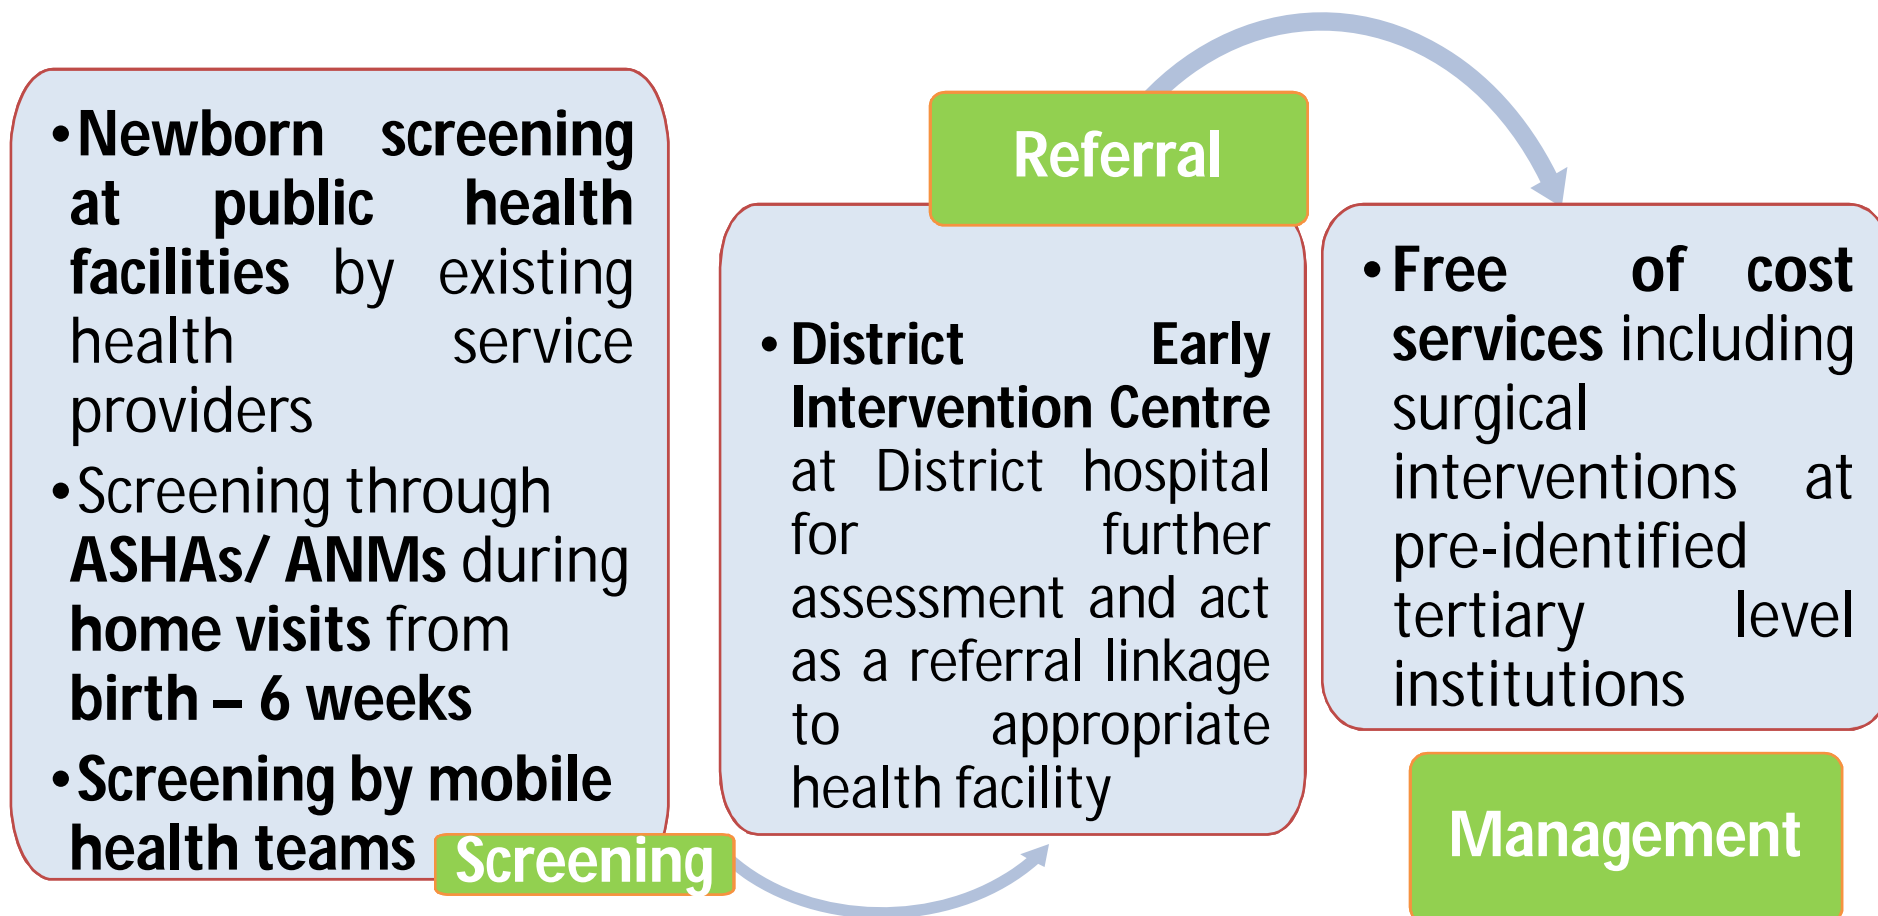 •Newborn screening
at public health
facilities by existing
health service
providers
•Screening through
ASHAs/ ANMs during
home visits from
birth – 6 weeks
•Screening by mobile
health teams
Screening
Referral
•District Early
Intervention Centre
at District hospital
for further
assessment and act
as a referral linkage
to appropriate
health facility
•Free of cost
services including
surgical
interventions at
pre-identified
tertiary level
institutions
Management